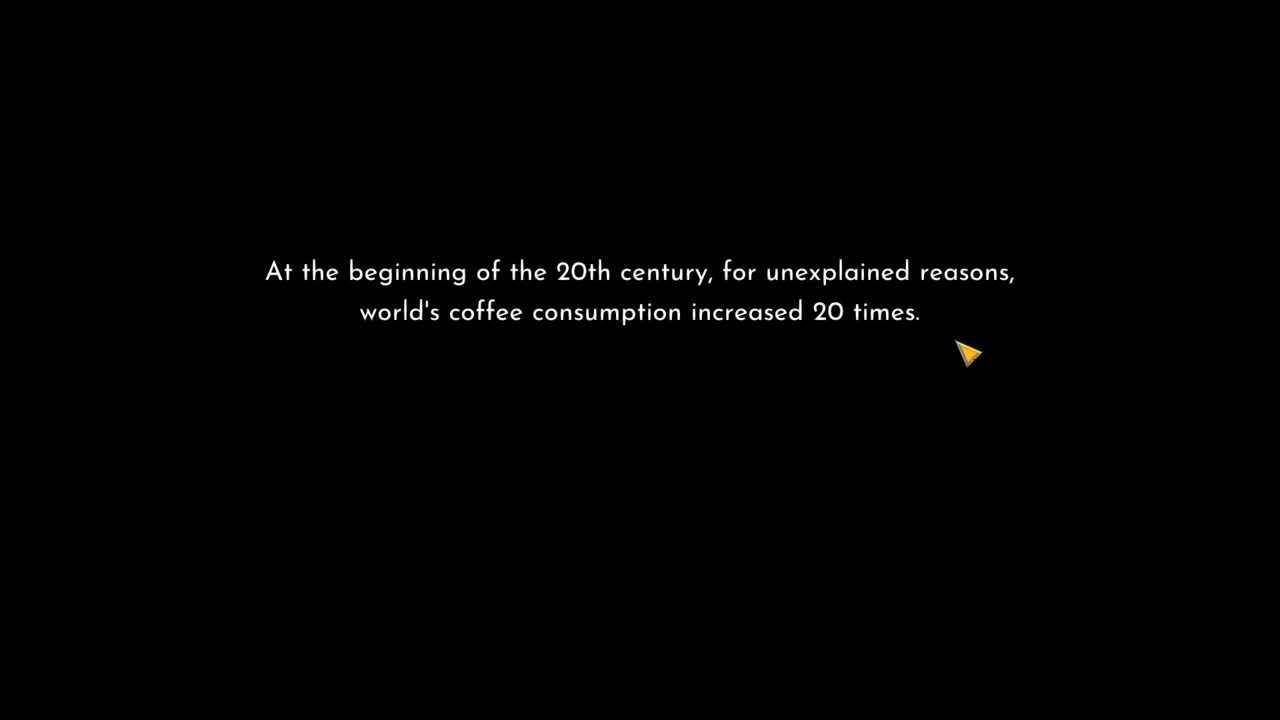 At the beginning of the 20th century, for unexplained reasons,
world's coffee consumption increased 20 times.